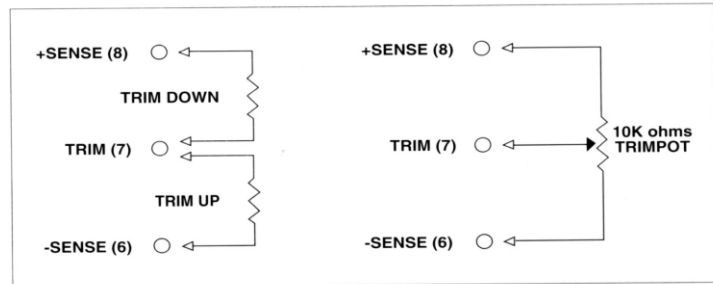 +SENSE (8)
TRIM DOWN
TRIM (7)
TRIM UP
-SENSE (6)
+SENSE (8)
TRIM (7)
10K ohms
TRIMPOT
-SENSE (6)